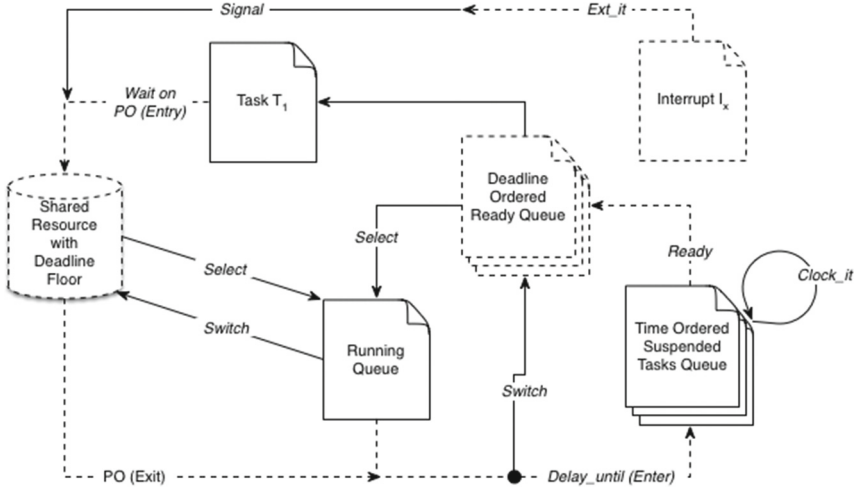 Signal
Ext_it
Wait on
PO (Entry)
Task T1
Interrupt Ix
Deadline
Ordered
Ready Queue
Shared
Resource
with
Deadline
Floor
Select
Select
Ready
Clock_it
Switch
Running
Queue
Time Ordered
Suspended
Tasks Queue
Switch
PO (Exit)
Delay_until (Enter)